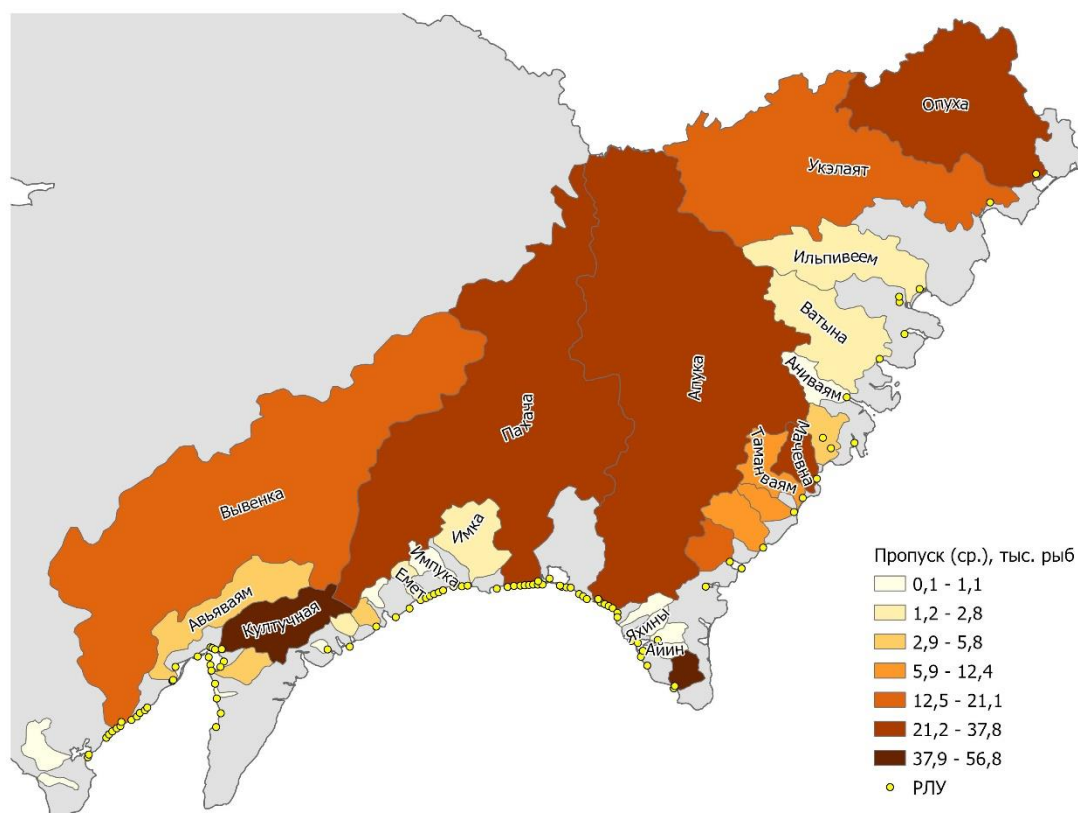 Опуха
Укэлаят
Ильпивеем
Ватына
Аниваям
Апука
Пахача
Мачевна
Таманваям
Вывенка
Имка
Импука
Емет
Авьяваям
Култучная
Яхины
Айин
Пропуск (ср.), тыс. рыб
0,1 - 1,1
1,2 - 2,8
2,9 - 5,8
5,9 - 12,4
12,5 - 21,1
21,2 - 37,8
37,9 - 56,8
РЛУ